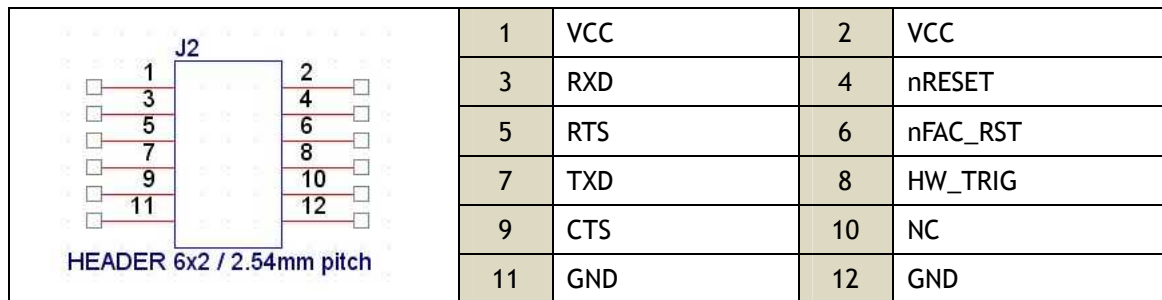 J2
1 2
3 4
5 6
7 8
9 10
11 12
HEADER 6x2 / 2.54mm pitch
1 VCC 2 VCC
3 RXD 4 nRESET
5 RTS 6 nFAC_RST
7 TXD 8 HW_TRIG
9 CTS 10 NC
11 GND 12 GND